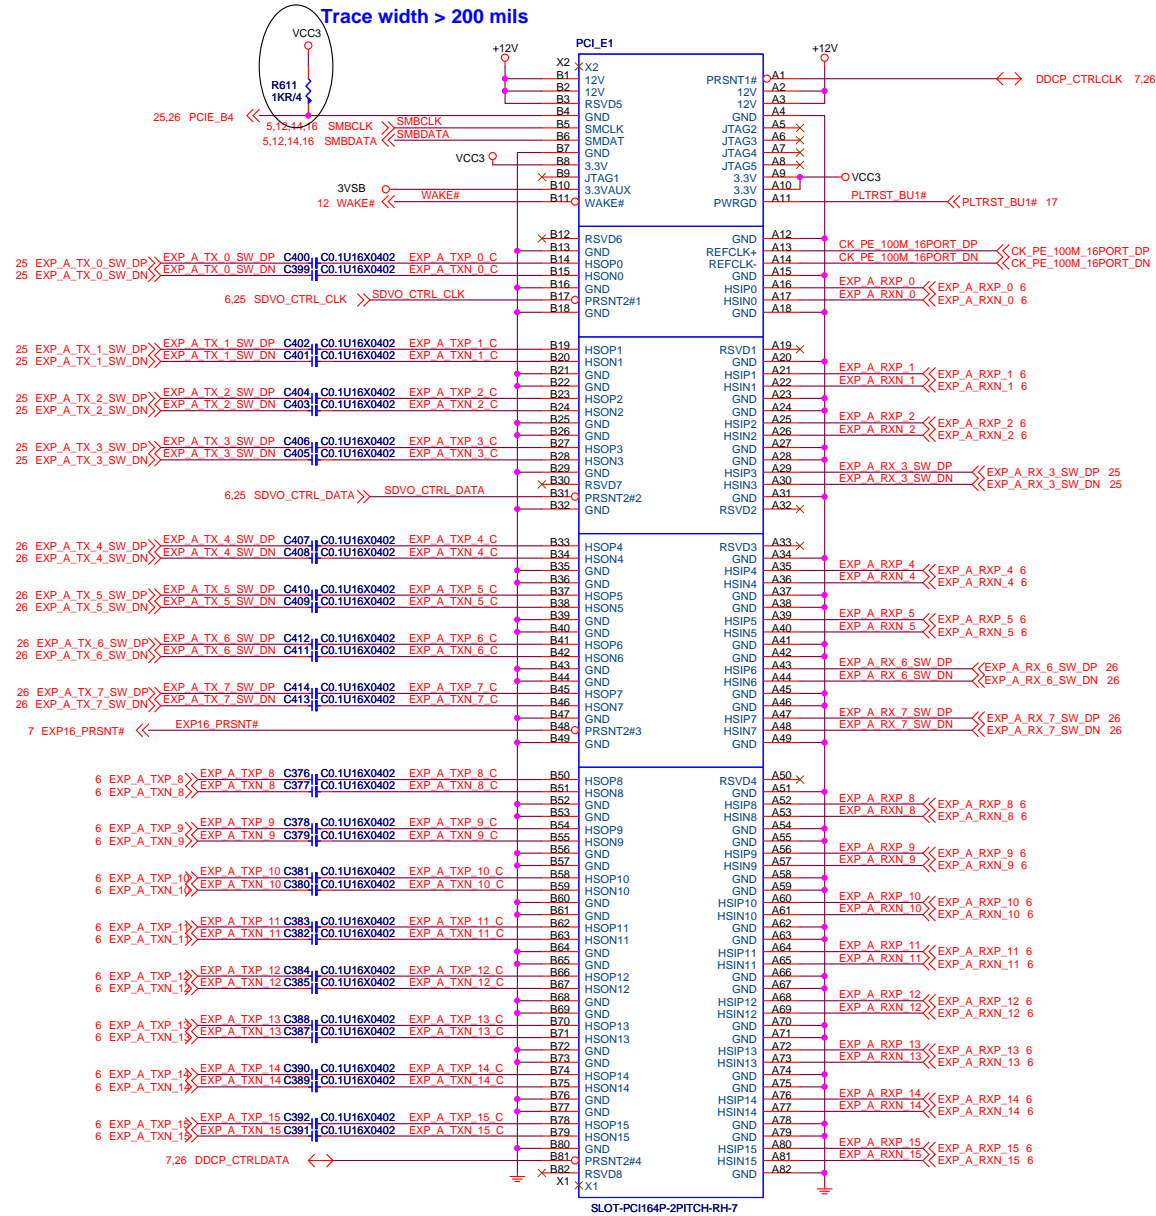 Trace width > 200 mils
VCC3
R611
1KR/4
+12V
PCI_E1
+12V
X2 X2
B1 12V PRSNT1# A1 DDCP_CTRLCLK 7,26
B2 12V 12V A2
B3 RSVD5 12V A3
25,26 PCIE_B4 B4 GND GND A4
5,12,14,16 SMBCLK SMBCLK B5 SMCLK JTAG2 A5
5,12,14,16 SMBDATA SMBDATA B6 SMDAT JTAG3 A6
B7 GND JTAG4 A7
VCC3 B8 3.3V JTAG5 A8
B9 JTAG1 3.3V A9 VCC3
3VSB B10 3.3VAUX 3.3V A10
12 WAKE# WAKE# B11 WAKE# PWRGD A11 PLTRST_BU1# PLTRST_BU1# 17
B12 RSVD6 GND A12
B13 GND REFCLK+ A13 CK_PE_100M_16PORT_DP CK_PE_100M_16PORT_DP
25 EXP_A_TX_0_SW_DP EXP_A_TX_0_SW_DP C400 C0.1U16X0402 EXP_A_TXP_0_C B14 HSOP0 REFCLK- A14 CK_PE_100M_16PORT_DN CK_PE_100M_16PORT_DN
25 EXP_A_TX_0_SW_DN EXP_A_TX_0_SW_DN C399 C0.1U16X0402 EXP_A_TXN_0_C B15 HSON0 GND A15
B16 GND HSIP0 A16 EXP_A_RXP_0 EXP_A_RXP_0 6
6,25 SDVO_CTRL_CLK SDVO_CTRL_CLK B17 PRSNT2#1 HSIN0 A17 EXP_A_RXN_0 EXP_A_RXN_0 6
B18 GND GND A18
25 EXP_A_TX_1_SW_DP EXP_A_TX_1_SW_DP C402 C0.1U16X0402 EXP_A_TXP_1_C B19 HSOP1 RSVD1 A19
25 EXP_A_TX_1_SW_DN EXP_A_TX_1_SW_DN C401 C0.1U16X0402 EXP_A_TXN_1_C B20 HSON1 GND A20
B21 GND HSIP1 A21 EXP_A_RXP_1 EXP_A_RXP_1 6
B22 GND HSIN1 A22 EXP_A_RXN_1 EXP_A_RXN_1 6
25 EXP_A_TX_2_SW_DP EXP_A_TX_2_SW_DP C404 C0.1U16X0402 EXP_A_TXP_2_C B23 HSOP2 GND A23
25 EXP_A_TX_2_SW_DN EXP_A_TX_2_SW_DN C403 C0.1U16X0402 EXP_A_TXN_2_C B24 HSON2 GND A24
B25 GND HSIP2 A25 EXP_A_RXP_2 EXP_A_RXP_2 6
B26 GND HSIN2 A26 EXP_A_RXN_2 EXP_A_RXN_2 6
25 EXP_A_TX_3_SW_DP EXP_A_TX_3_SW_DP C406 C0.1U16X0402 EXP_A_TXP_3_C B27 HSOP3 GND A27
25 EXP_A_TX_3_SW_DN EXP_A_TX_3_SW_DN C405 C0.1U16X0402 EXP_A_TXN_3_C B28 HSON3 GND A28
B29 GND HSIP3 A29 EXP_A_RX_3_SW_DP EXP_A_RX_3_SW_DP 25
B30 RSVD7 HSIN3 A30 EXP_A_RX_3_SW_DN EXP_A_RX_3_SW_DN 25
6,25 SDVO_CTRL_DATA SDVO_CTRL_DATA B31 PRSNT2#2 GND A31
B32 GND RSVD2 A32
26 EXP_A_TX_4_SW_DP EXP_A_TX_4_SW_DP C407 C0.1U16X0402 EXP_A_TXP_4_C B33 HSOP4 RSVD3 A33
26 EXP_A_TX_4_SW_DN EXP_A_TX_4_SW_DN C408 C0.1U16X0402 EXP_A_TXN_4_C B34 HSON4 GND A34
B35 GND HSIP4 A35 EXP_A_RXP_4 EXP_A_RXP_4 6
B36 GND HSIN4 A36 EXP_A_RXN_4 EXP_A_RXN_4 6
26 EXP_A_TX_5_SW_DP EXP_A_TX_5_SW_DP C410 C0.1U16X0402 EXP_A_TXP_5_C B37 HSOP5 GND A37
26 EXP_A_TX_5_SW_DN EXP_A_TX_5_SW_DN C409 C0.1U16X0402 EXP_A_TXN_5_C B38 HSON5 GND A38
B39 GND HSIP5 A39 EXP_A_RXP_5 EXP_A_RXP_5 6
B40 GND HSIN5 A40 EXP_A_RXN_5 EXP_A_RXN_5 6
26 EXP_A_TX_6_SW_DP EXP_A_TX_6_SW_DP C412 C0.1U16X0402 EXP_A_TXP_6_C B41 HSOP6 GND A41
26 EXP_A_TX_6_SW_DN EXP_A_TX_6_SW_DN C411 C0.1U16X0402 EXP_A_TXN_6_C B42 HSON6 GND A42
B43 GND HSIP6 A43 EXP_A_RX_6_SW_DP EXP_A_RX_6_SW_DP 26
B44 GND HSIN6 A44 EXP_A_RX_6_SW_DN EXP_A_RX_6_SW_DN 26
26 EXP_A_TX_7_SW_DP EXP_A_TX_7_SW_DP C414 C0.1U16X0402 EXP_A_TXP_7_C B45 HSOP7 GND A45
26 EXP_A_TX_7_SW_DN EXP_A_TX_7_SW_DN C413 C0.1U16X0402 EXP_A_TXN_7_C B46 HSON7 GND A46
B47 GND HSIP7 A47 EXP_A_RX_7_SW_DP EXP_A_RX_7_SW_DP 26
7 EXP16_PRSNT# EXP16_PRSNT# B48 PRSNT2#3 HSIN7 A48 EXP_A_RX_7_SW_DN EXP_A_RX_7_SW_DN 26
B49 GND GND A49
6 EXP_A_TXP_8 EXP_A_TXP_8 C376 C0.1U16X0402 EXP_A_TXP_8_C B50 HSOP8 RSVD4 A50
6 EXP_A_TXN_8 EXP_A_TXN_8 C377 C0.1U16X0402 EXP_A_TXN_8_C B51 HSON8 GND A51
B52 GND HSIP8 A52 EXP_A_RXP_8 EXP_A_RXP_8 6
B53 GND HSIN8 A53 EXP_A_RXN_8 EXP_A_RXN_8 6
6 EXP_A_TXP_9 EXP_A_TXP_9 C378 C0.1U16X0402 EXP_A_TXP_9_C B54 HSOP9 GND A54
6 EXP_A_TXN_9 EXP_A_TXN_9 C379 C0.1U16X0402 EXP_A_TXN_9_C B55 HSON9 GND A55
B56 GND HSIP9 A56 EXP_A_RXP_9 EXP_A_RXP_9 6
B57 GND HSIN9 A57 EXP_A_RXN_9 EXP_A_RXN_9 6
6 EXP_A_TXP_10 EXP_A_TXP_10 C381 C0.1U16X0402 EXP_A_TXP_10_C B58 HSOP10 GND A58
6 EXP_A_TXN_10 EXP_A_TXN_10 C380 C0.1U16X0402 EXP_A_TXN_10_C B59 HSON10 GND A59
B60 GND HSIP10 A60 EXP_A_RXP_10 EXP_A_RXP_10 6
B61 GND HSIN10 A61 EXP_A_RXN_10 EXP_A_RXN_10 6
6 EXP_A_TXP_11 EXP_A_TXP_11 C383 C0.1U16X0402 EXP_A_TXP_11_C B62 HSOP11 GND A62
6 EXP_A_TXN_11 EXP_A_TXN_11 C382 C0.1U16X0402 EXP_A_TXN_11_C B63 HSON11 GND A63
B64 GND HSIP11 A64 EXP_A_RXP_11 EXP_A_RXP_11 6
B65 GND HSIN11 A65 EXP_A_RXN_11 EXP_A_RXN_11 6
6 EXP_A_TXP_12 EXP_A_TXP_12 C384 C0.1U16X0402 EXP_A_TXP_12_C B66 HSOP12 GND A66
6 EXP_A_TXN_12 EXP_A_TXN_12 C385 C0.1U16X0402 EXP_A_TXN_12_C B67 HSON12 GND A67
B68 GND HSIP12 A68 EXP_A_RXP_12 EXP_A_RXP_12 6
B69 GND HSIN12 A69 EXP_A_RXN_12 EXP_A_RXN_12 6
6 EXP_A_TXP_13 EXP_A_TXP_13 C388 C0.1U16X0402 EXP_A_TXP_13_C B70 HSOP13 GND A70
6 EXP_A_TXN_13 EXP_A_TXN_13 C387 C0.1U16X0402 EXP_A_TXN_13_C B71 HSON13 GND A71
B72 GND HSIP13 A72 EXP_A_RXP_13 EXP_A_RXP_13 6
B73 GND HSIN13 A73 EXP_A_RXN_13 EXP_A_RXN_13 6
6 EXP_A_TXP_14 EXP_A_TXP_14 C390 C0.1U16X0402 EXP_A_TXP_14_C B74 HSOP14 GND A74
6 EXP_A_TXN_14 EXP_A_TXN_14 C389 C0.1U16X0402 EXP_A_TXN_14_C B75 HSON14 GND A75
B76 GND HSIP14 A76 EXP_A_RXP_14 EXP_A_RXP_14 6
B77 GND HSIN14 A77 EXP_A_RXN_14 EXP_A_RXN_14 6
6 EXP_A_TXP_15 EXP_A_TXP_15 C392 C0.1U16X0402 EXP_A_TXP_15_C B78 HSOP15 GND A78
6 EXP_A_TXN_15 EXP_A_TXN_15 C391 C0.1U16X0402 EXP_A_TXN_15_C B79 HSON15 GND A79
B80 GND HSIP15 A80 EXP_A_RXP_15 EXP_A_RXP_15 6
7,26 DDCP_CTRLDATA B81 PRSNT2#4 HSIN15 A81 EXP_A_RXN_15 EXP_A_RXN_15 6
B82 RSVD8 GND A82
X1 X1
SLOT-PCI164P-2PITCH-RH-7